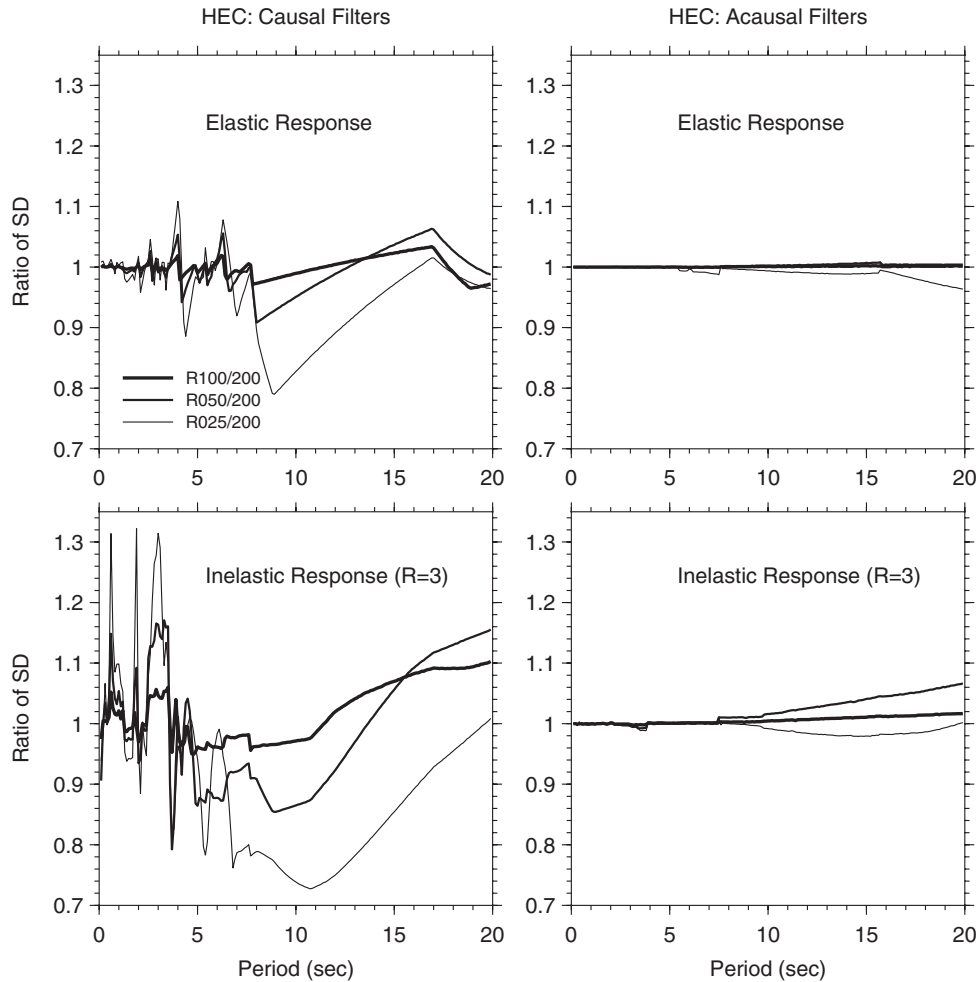 HEC: Causal Filters
HEC: Acausal Filters
1.3
1.2
1.1
1
0.9
0.8
0.7
Ratio of SD
Elastic Response
R100/200
R050/200
R025/200
0 5 10 15 20
1.3
1.2
1.1
1
0.9
0.8
0.7
Elastic Response
0 5 10 15 20
1.3
1.2
1.1
1
0.9
0.8
0.7
Ratio of SD
Inelastic Response (R=3)
0 5 10 15 20
Period (sec)
1.3
1.2
1.1
1
0.9
0.8
0.7
Inelastic Response (R=3)
0 5 10 15 20
Period (sec)